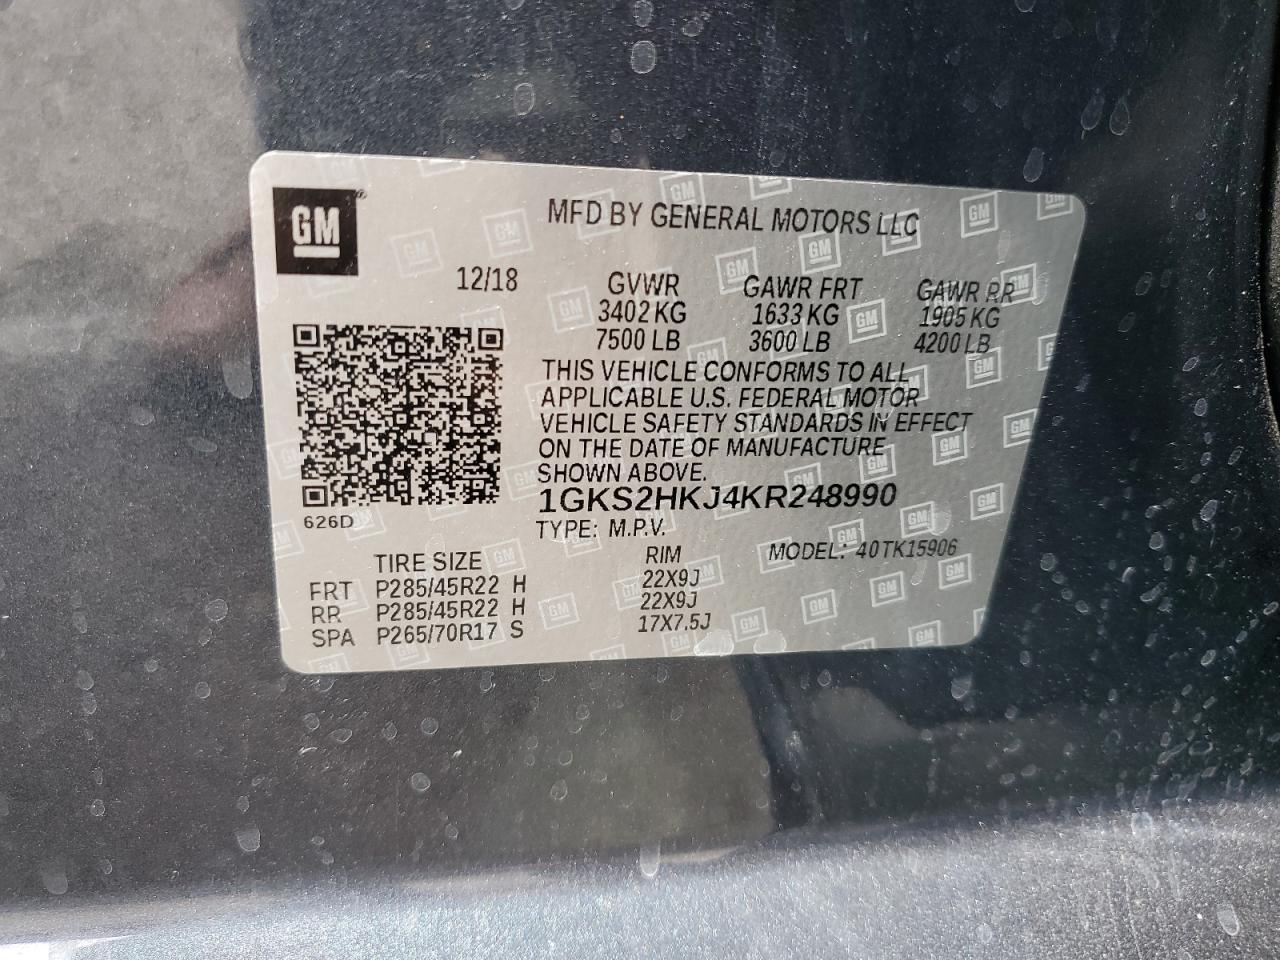 GM
MFD BY GENERAL MOTORS LLC
12/18 GVWR GAWR FRT GAWR RR
3402 KG 1633 KG 1905 KG
7500 LB 3600 LB 4200 LB
THIS VEHICLE CONFORMS TO ALL
APPLICABLE U.S. FEDERAL MOTOR
VEHICLE SAFETY STANDARDS IN EFFECT
ON THE DATE OF MANUFACTURE
SHOWN ABOVE.
1GKS2HKJ4KR248990
626D
TYPE: M.P.V.
TIRE SIZE RIM MODEL: 40TK15906
FRT P285/45R22 H 22X9J
RR P285/45R22 H 22X9J
SPA P265/70R17 S 17X7.5J